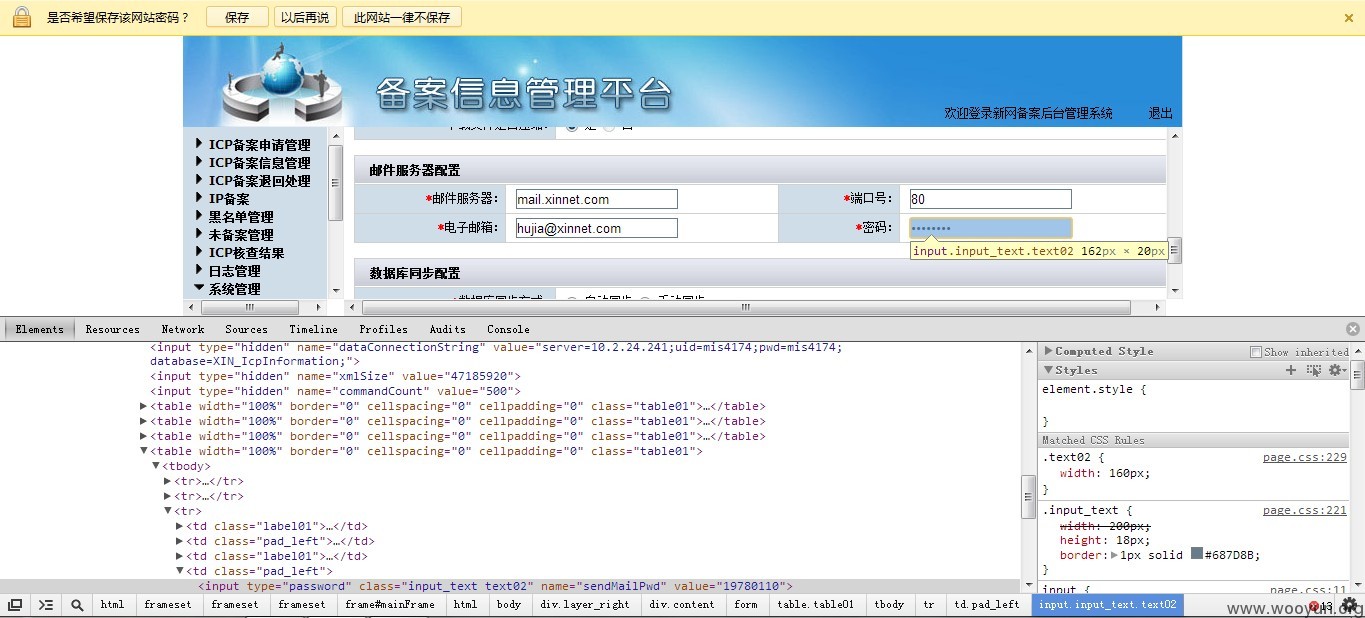 是否希望保存该网站密码？ 保存 以后再说 此网站一律不保存
备案信息管理平台
欢迎登录新网备案后台管理系统 退出
ICP备案申请管理
ICP备案信息管理
ICP备案退回处理
IP备案
黑名单管理
未备案管理
ICP核查结果
日志管理
系统管理
邮件服务器配置
*邮件服务器： mail.xinnet.com *端口号： 80
*电子邮箱： hujia@xinnet.com *密码： ••••••••
input.input_text.text02 162px × 20px
数据库同步配置
Elements Resources Network Sources Timeline Profiles Audits Console
<input type="hidden" name="dataConnectionString" value="server=10.2.24.241;uid=mis4174;pwd=mis4174;
database=XIN_IcpInformation;">
<input type="hidden" name="xmlSize" value="47185920">
<input type="hidden" name="commandCount" value="500">
<table width="100%" border="0" cellspacing="0" cellpadding="0" class="table01">…</table>
<table width="100%" border="0" cellspacing="0" cellpadding="0" class="table01">…</table>
<table width="100%" border="0" cellspacing="0" cellpadding="0" class="table01">…</table>
<table width="100%" border="0" cellspacing="0" cellpadding="0" class="table01">
<tbody>
<tr>…</tr>
<tr>…</tr>
<tr>
<td class="label01">…</td>
<td class="pad_left">…</td>
<td class="label01">…</td>
<td class="pad_left">
<input type="password" class="input_text text02" name="sendMailPwd" value="19780110">
Computed Style Show inherited
Styles
element.style {
}
Matched CSS Rules
.text02 { page.css:229
width: 160px;
}
.input_text { page.css:221
width: 200px;
height: 18px;
border: 1px solid #687D8B;
}
input { page.css:11
html frameset frameset frameset frame#mainFrame html body div.layer_right div.content form table.table01 tbody tr td.pad_left input.input_text.text02
www.wooyun.org